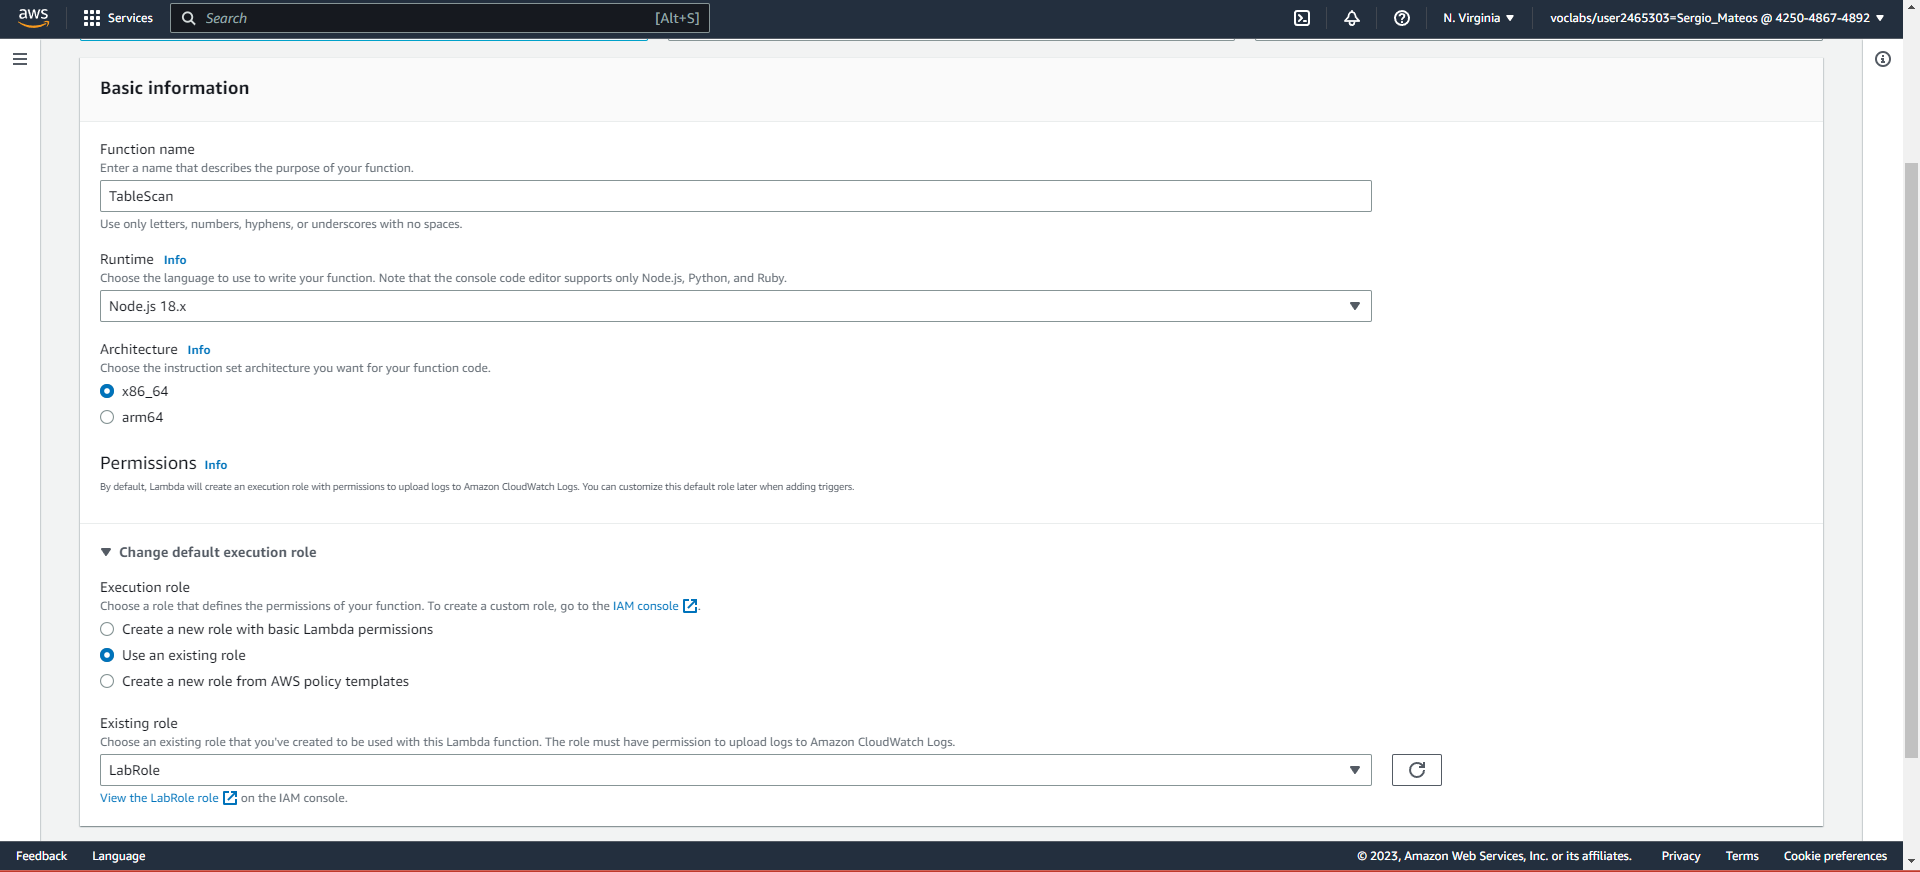 aws Services Search [Alt+S] N. Virginia voclabs/user2465303=Sergio_Mateos @ 4250-4867-4892
Basic information
Function name
Enter a name that describes the purpose of your function.
TableScan
Use only letters, numbers, hyphens, or underscores with no spaces.
Runtime Info
Choose the language to use to write your function. Note that the console code editor supports only Node.js, Python, and Ruby.
Node.js 18.x
Architecture Info
Choose the instruction set architecture you want for your function code.
x86_64
arm64
Permissions Info
By default, Lambda will create an execution role with permissions to upload logs to Amazon CloudWatch Logs. You can customize this default role later when adding triggers.
Change default execution role
Execution role
Choose a role that defines the permissions of your function. To create a custom role, go to the IAM console.
Create a new role with basic Lambda permissions
Use an existing role
Create a new role from AWS policy templates
Existing role
Choose an existing role that you've created to be used with this Lambda function. The role must have permission to upload logs to Amazon CloudWatch Logs.
LabRole
View the LabRole role on the IAM console.
Feedback Language © 2023, Amazon Web Services, Inc. or its affiliates. Privacy Terms Cookie preferences